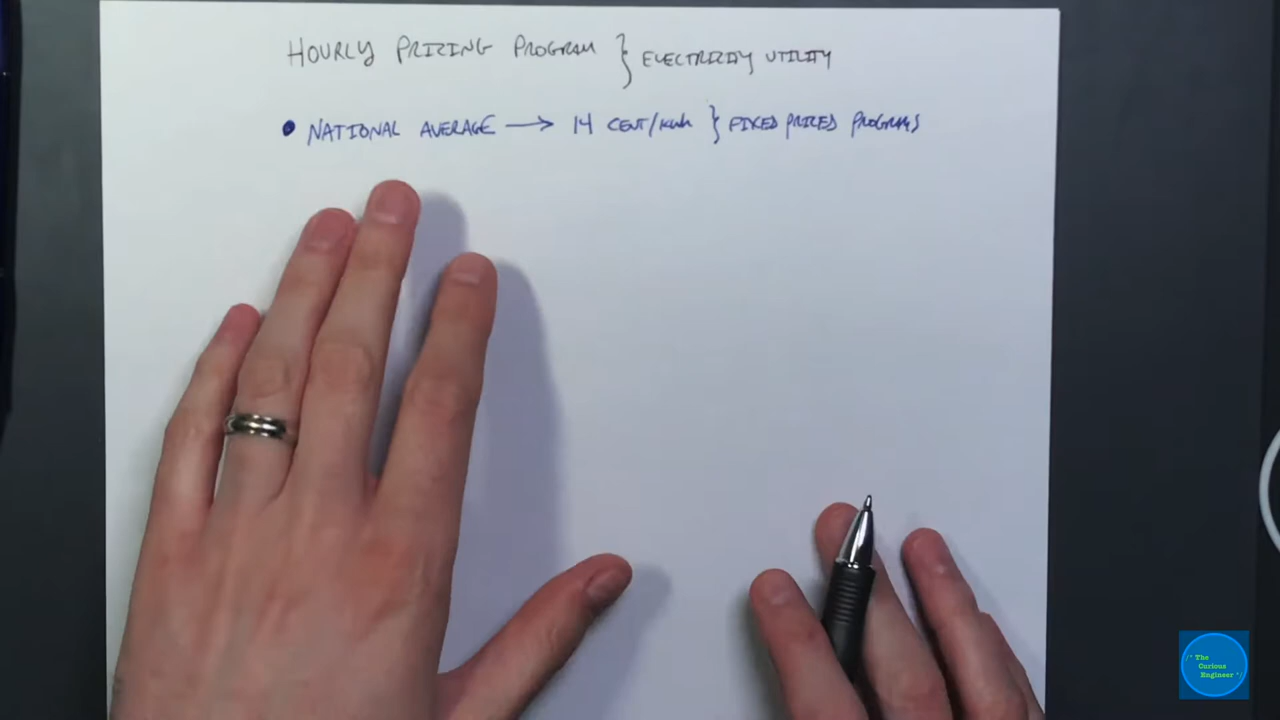 HOURLY PRICING PROGRAM } ELECTRICITY UTILITY
• NATIONAL AVERAGE → 14 CENT/kWh } FIXED PRICED PROGRAMS
/* The
Curious
Engineer */